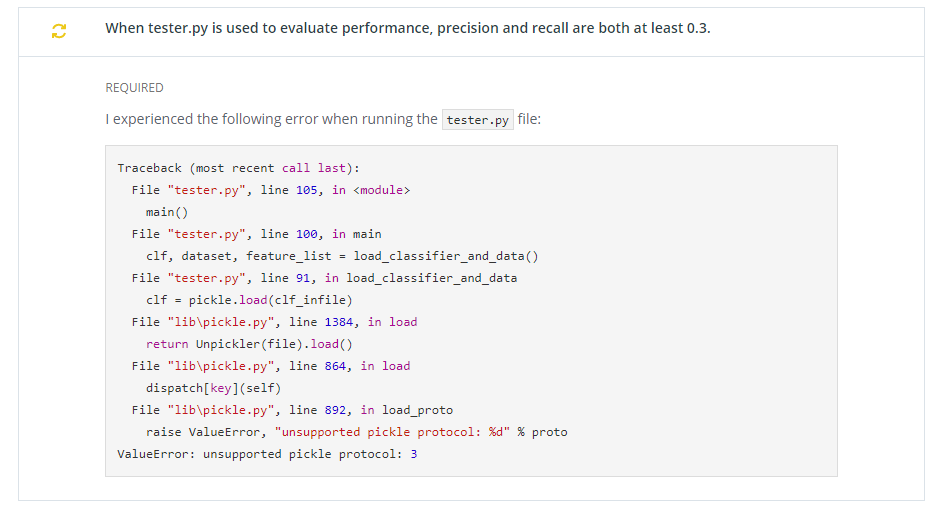 When tester.py is used to evaluate performance, precision and recall are both at least 0.3.
REQUIRED
I experienced the following error when running the tester.py file:
Traceback (most recent call last):
  File "tester.py", line 105, in <module>
    main()
  File "tester.py", line 100, in main
    clf, dataset, feature_list = load_classifier_and_data()
  File "tester.py", line 91, in load_classifier_and_data
    clf = pickle.load(clf_infile)
  File "lib\pickle.py", line 1384, in load
    return Unpickler(file).load()
  File "lib\pickle.py", line 864, in load
    dispatch[key](self)
  File "lib\pickle.py", line 892, in load_proto
    raise ValueError, "unsupported pickle protocol: %d" % proto
ValueError: unsupported pickle protocol: 3